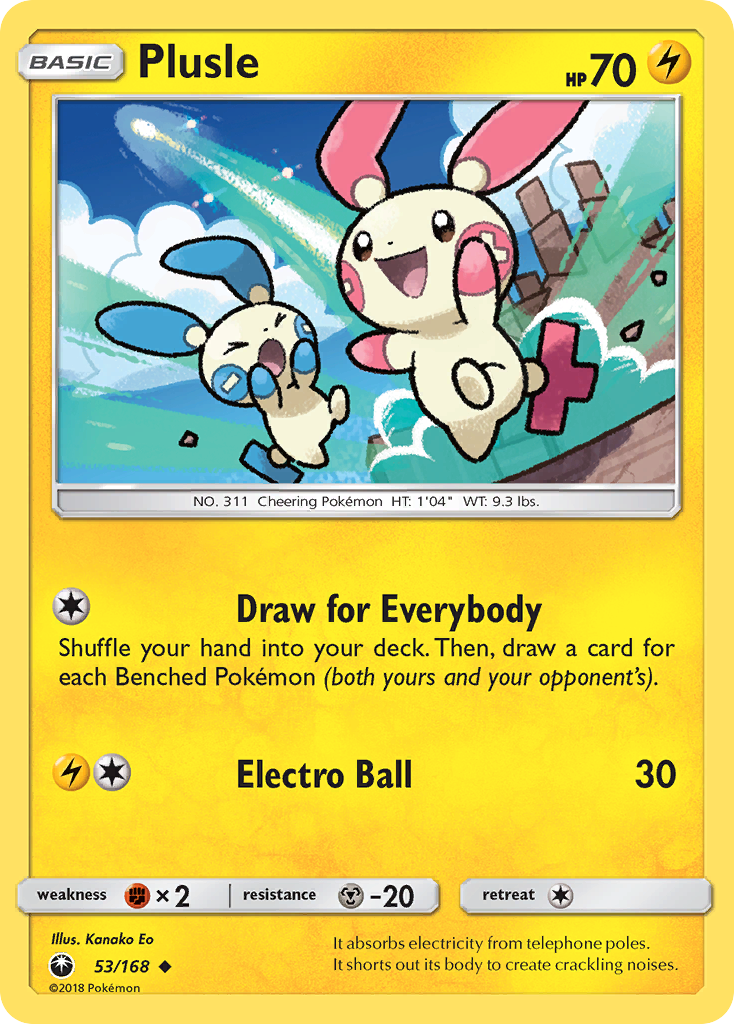 BASIC Plusle HP 70
NO. 311 Cheering Pokémon HT: 1'04" WT: 9.3 lbs.
Draw for Everybody
Shuffle your hand into your deck. Then, draw a card for
each Benched Pokémon (both yours and your opponent's).
Electro Ball 30
weakness × 2 resistance -20 retreat
Illus. Kanako Eo
53/168
©2018 Pokémon
It absorbs electricity from telephone poles.
It shorts out its body to create crackling noises.